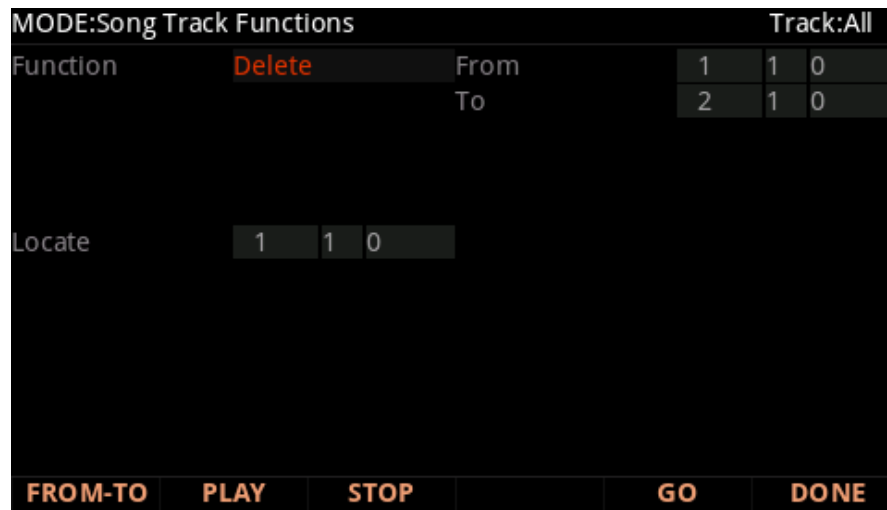 MODE:Song Track Functions Track:All
Function Delete From 1 1 0
To 2 1 0
Locate 1 1 0
FROM-TO PLAY STOP GO DONE